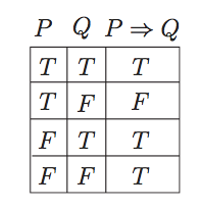 P Q P ⇒ Q
T T T
T F F
F T T
F F T